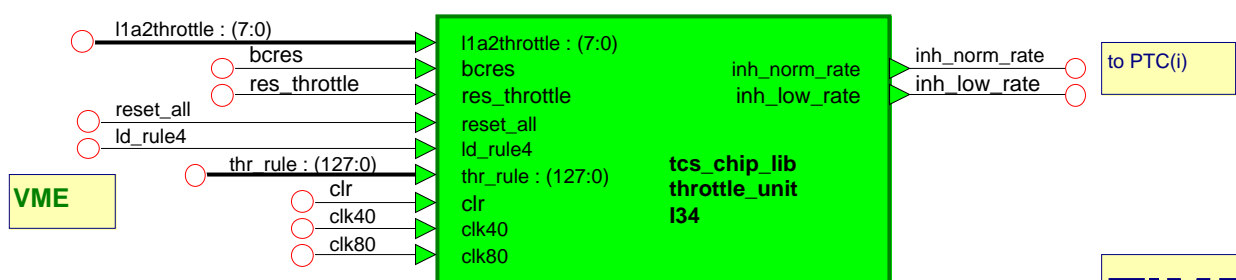 l1a2throttle : (7:0)
bcres
res_throttle
reset_all
ld_rule4
thr_rule : (127:0)
clr
clk40
clk80
VME
l1a2throttle : (7:0)
bcres
res_throttle
reset_all
ld_rule4
thr_rule : (127:0)
clr
clk40
clk80
inh_norm_rate
inh_low_rate
tcs_chip_lib
throttle_unit
I34
inh_norm_rate
inh_low_rate
to PTC(i)